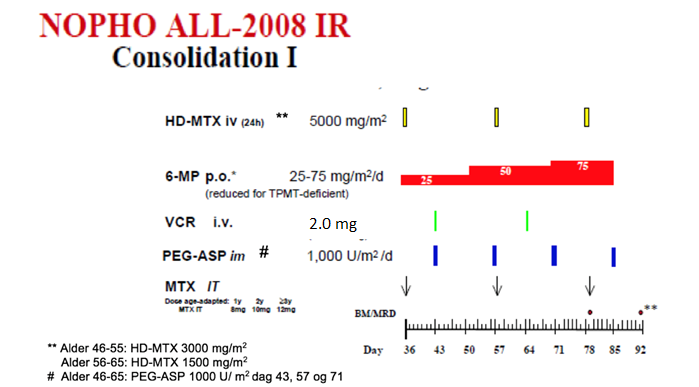 NOPHO ALL-2008 IR
Consolidation I
HD-MTX iv (24h) ** 5000 mg/m²
6-MP p.o.* 25-75 mg/m²/d 25 50 75
(reduced for TPMT-deficient)
VCR i.v. 2.0 mg
PEG-ASP im # 1,000 U/m²/d
MTX IT
Dose age-adapted: 1y 2y ≥3y
MTX IT 8mg 10mg 12mg
BM/MRD **
Day 36 43 50 57 64 71 78 85 92
** Alder 46-55: HD-MTX 3000 mg/m²
Alder 56-65: HD-MTX 1500 mg/m²
# Alder 46-65: PEG-ASP 1000 U/ m² dag 43, 57 og 71